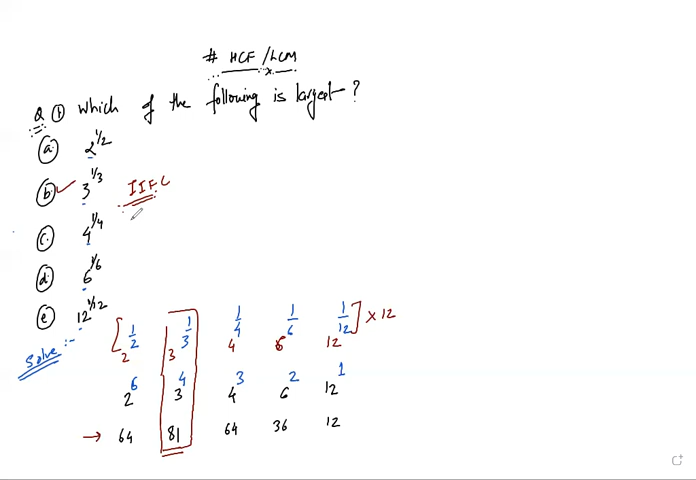 # HCF / LCM
Q ① Which of the following is largest - ?
(a) 2^1/2
(b) ✓ 3^1/3 IIFC
(c) 4^1/4
(d) 6^1/6
(e) 12^1/12
Solve :- [2^1/2 3^1/3 4^1/4 6^1/6 12^1/12] × 12
2^6 3^4 4^3 6^2 12^1
→ 64 81 64 36 12